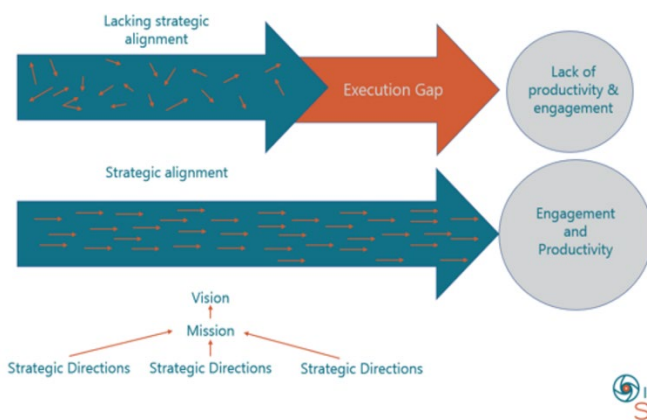 Lacking strategic
alignment
Execution Gap
Lack of
productivity &
engagement
Strategic alignment
Engagement
and
Productivity
Vision
Mission
Strategic Directions
Strategic Directions
Strategic Directions